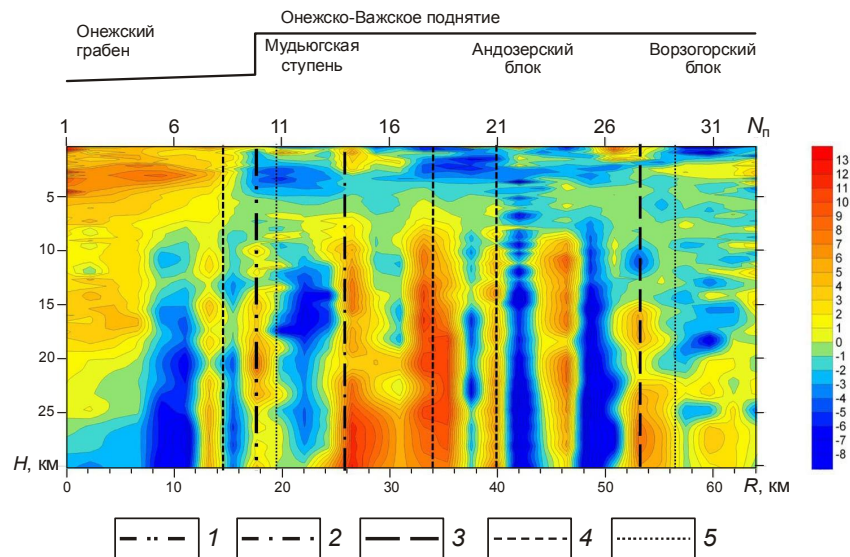 Онежско-Важское поднятие
Онежский
грабен
Мудьюгская
ступень
Андозерский
блок
Ворзогорский
блок
1 6 11 16 21 26 31 Nп
5
10
15
20
25
H, км
0 10 20 30 40 50 60 R, км
13
12
11
10
9
8
7
6
5
4
3
2
1
0
-1
-2
-3
-4
-5
-6
-7
-8
1 2 3 4 5